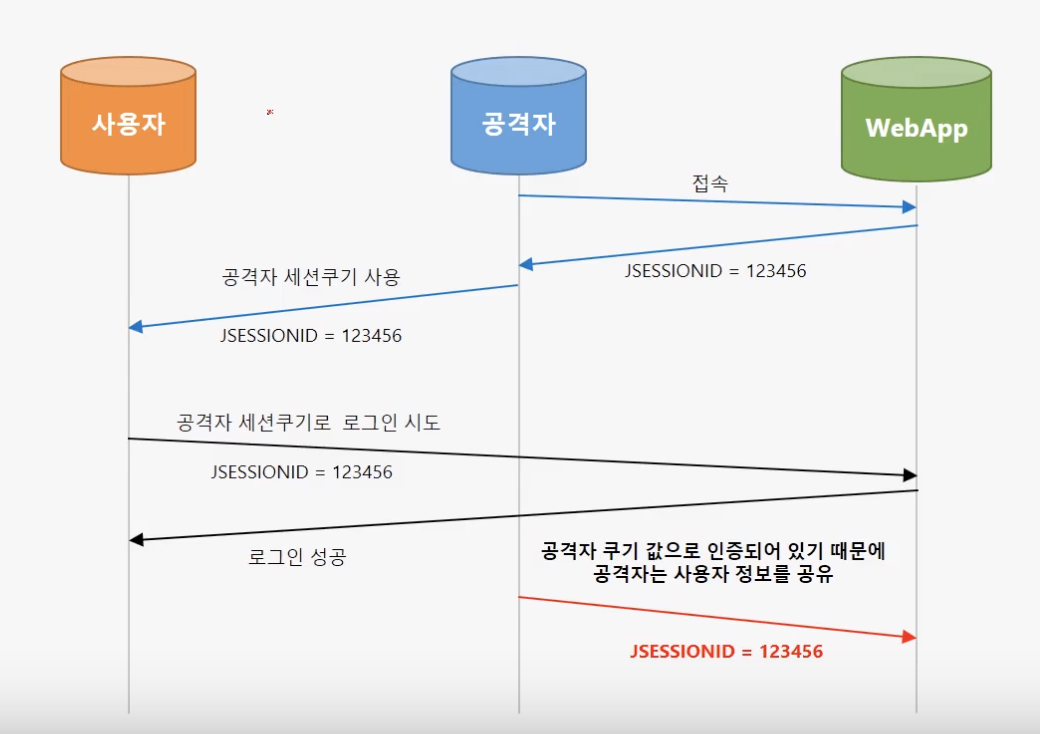 사용자
공격자
WebApp
접속
JSESSIONID = 123456
공격자 세션쿠기 사용
JSESSIONID = 123456
공격자 세션쿠기로 로그인 시도
JSESSIONID = 123456
로그인 성공
공격자 쿠기 값으로 인증되어 있기 때문에
공격자는 사용자 정보를 공유
JSESSIONID = 123456